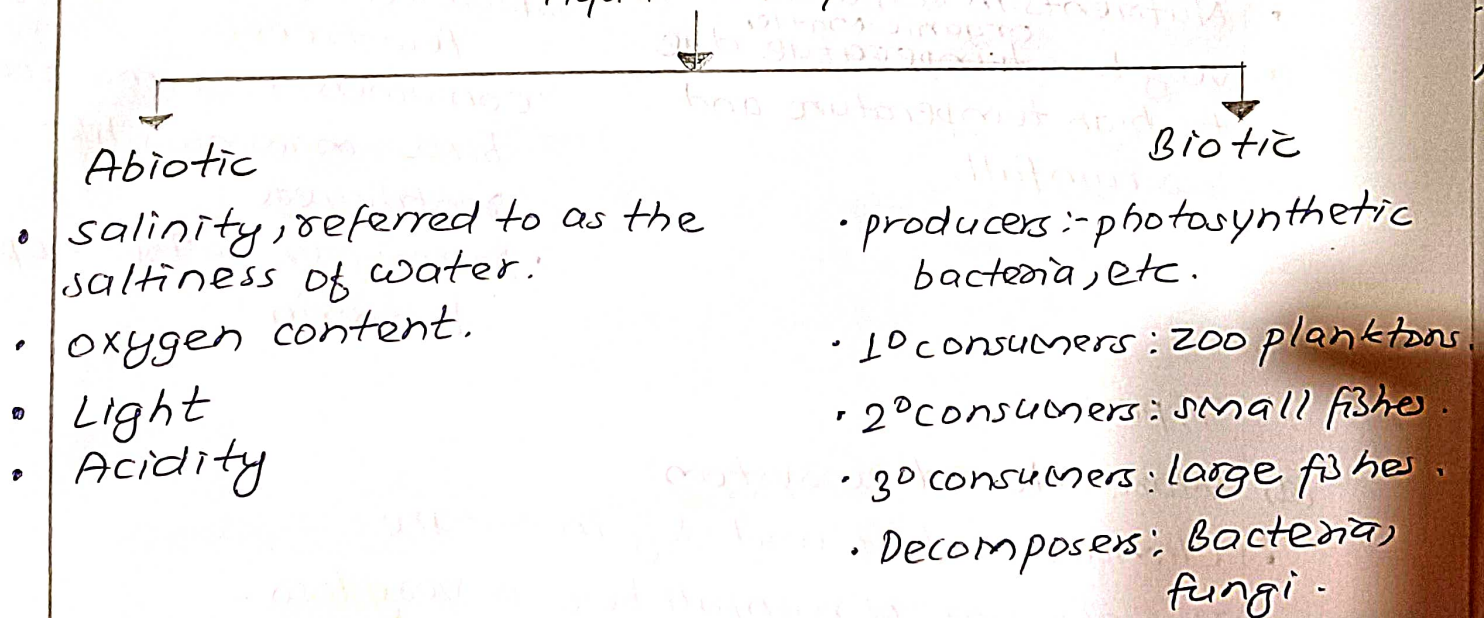 Abiotic
• salinity, referred to as the
saltiness of water.
• oxygen content.
• Light
• Acidity
Biotic
• producers :- photosynthetic
bacteria, etc.
• 1° consumers : zoo planktons.
• 2° consumers : small fishes.
• 3° consumers : large fishes.
• Decomposers : Bacteria,
fungi.